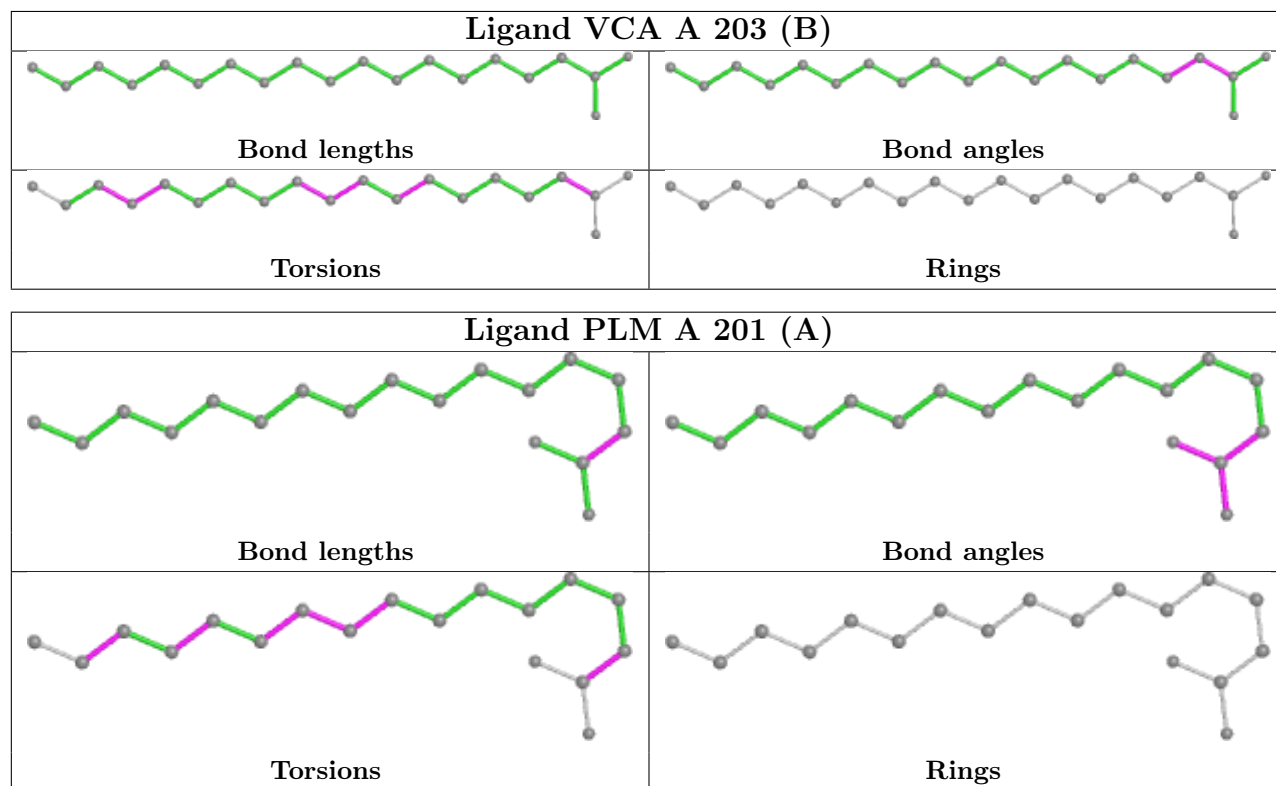 Ligand VCA A 203 (B)
Bond lengths
Bond angles
Torsions
Rings
Ligand PLM A 201 (A)
Bond lengths
Bond angles
Torsions
Rings